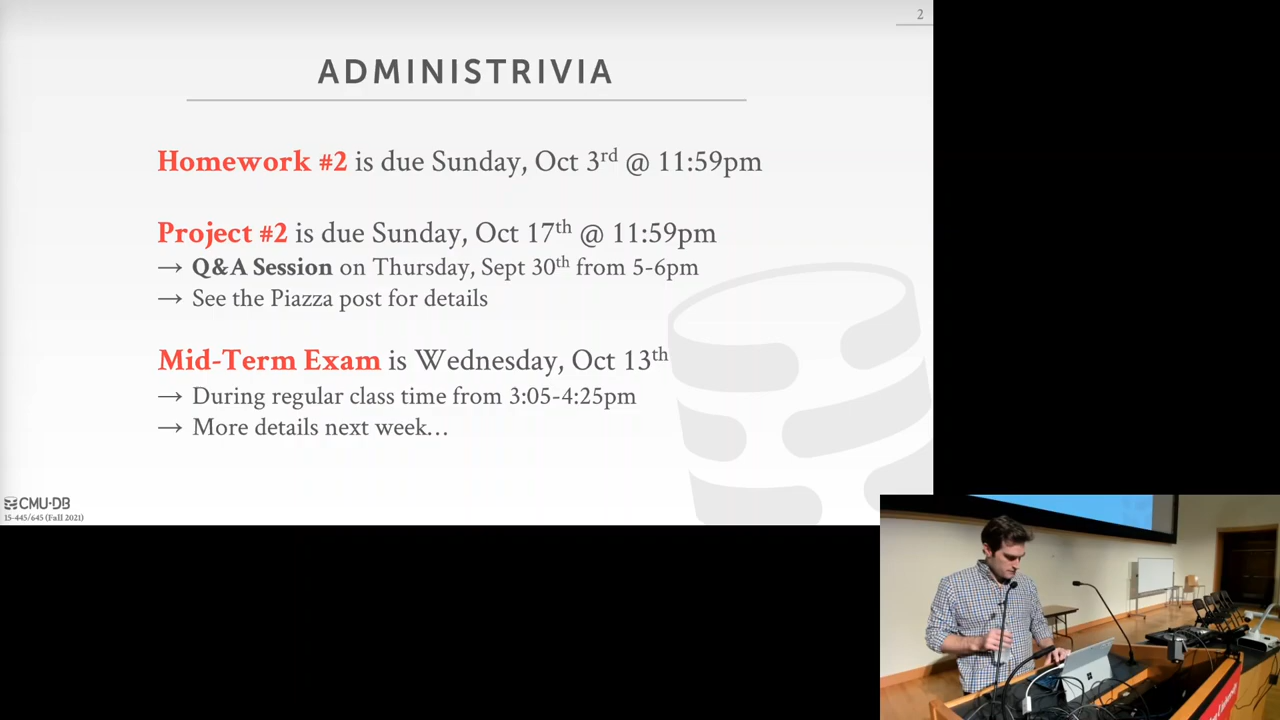 2
ADMINISTRIVIA
Homework #2 is due Sunday, Oct 3rd @ 11:59pm
Project #2 is due Sunday, Oct 17th @ 11:59pm
→ Q&A Session on Thursday, Sept 30th from 5-6pm
→ See the Piazza post for details
Mid-Term Exam is Wednesday, Oct 13th
→ During regular class time from 3:05-4:25pm
→ More details next week…
CMU·DB
15-445/645 (Fall 2021)